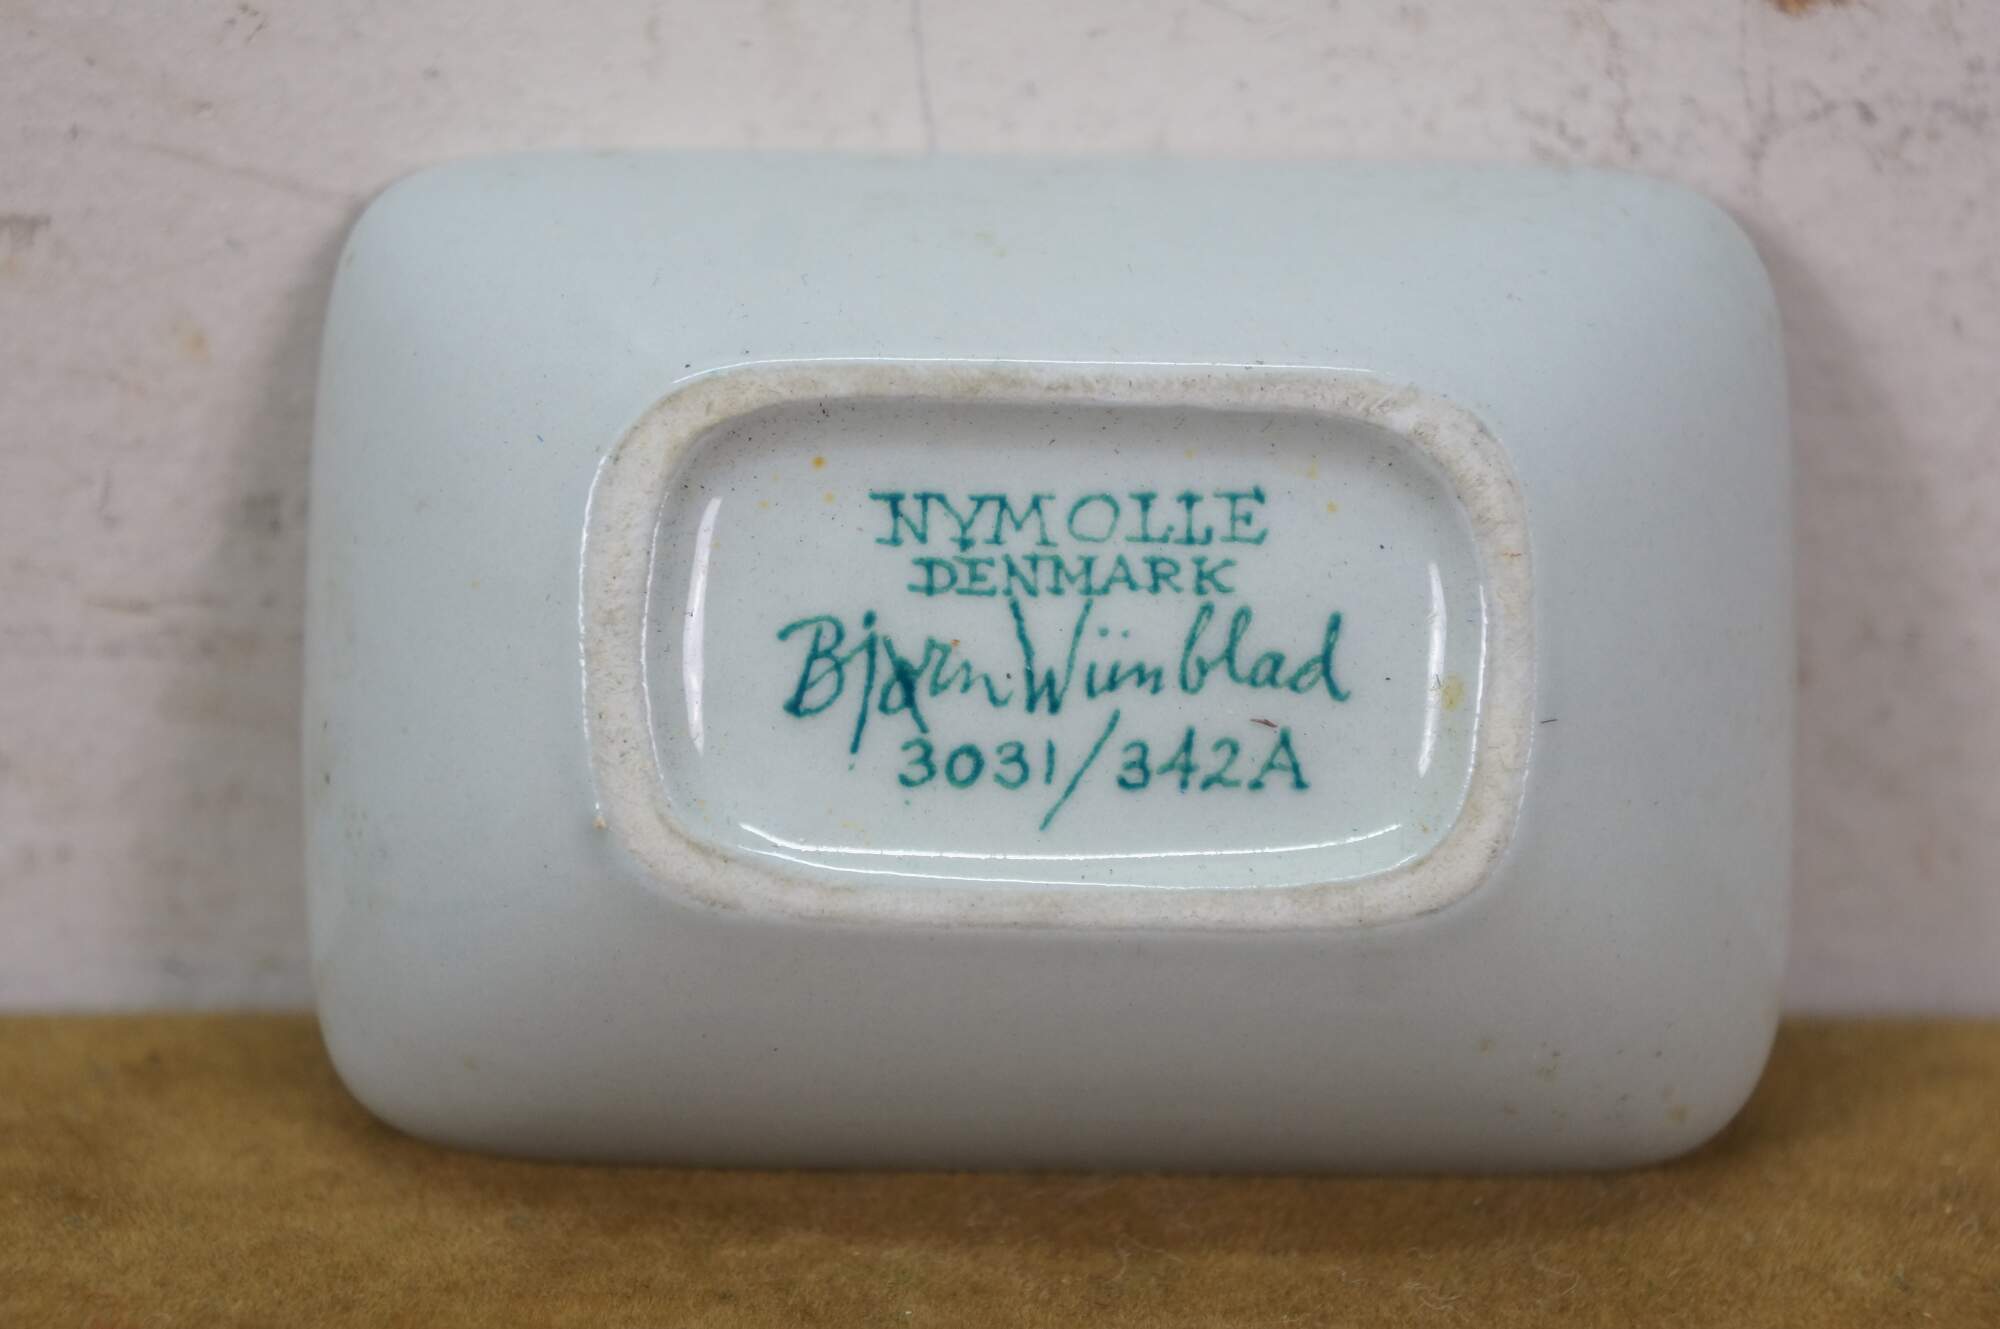 NYMOLLE
DENMARK
Bjørn Wiinblad
3031/342A